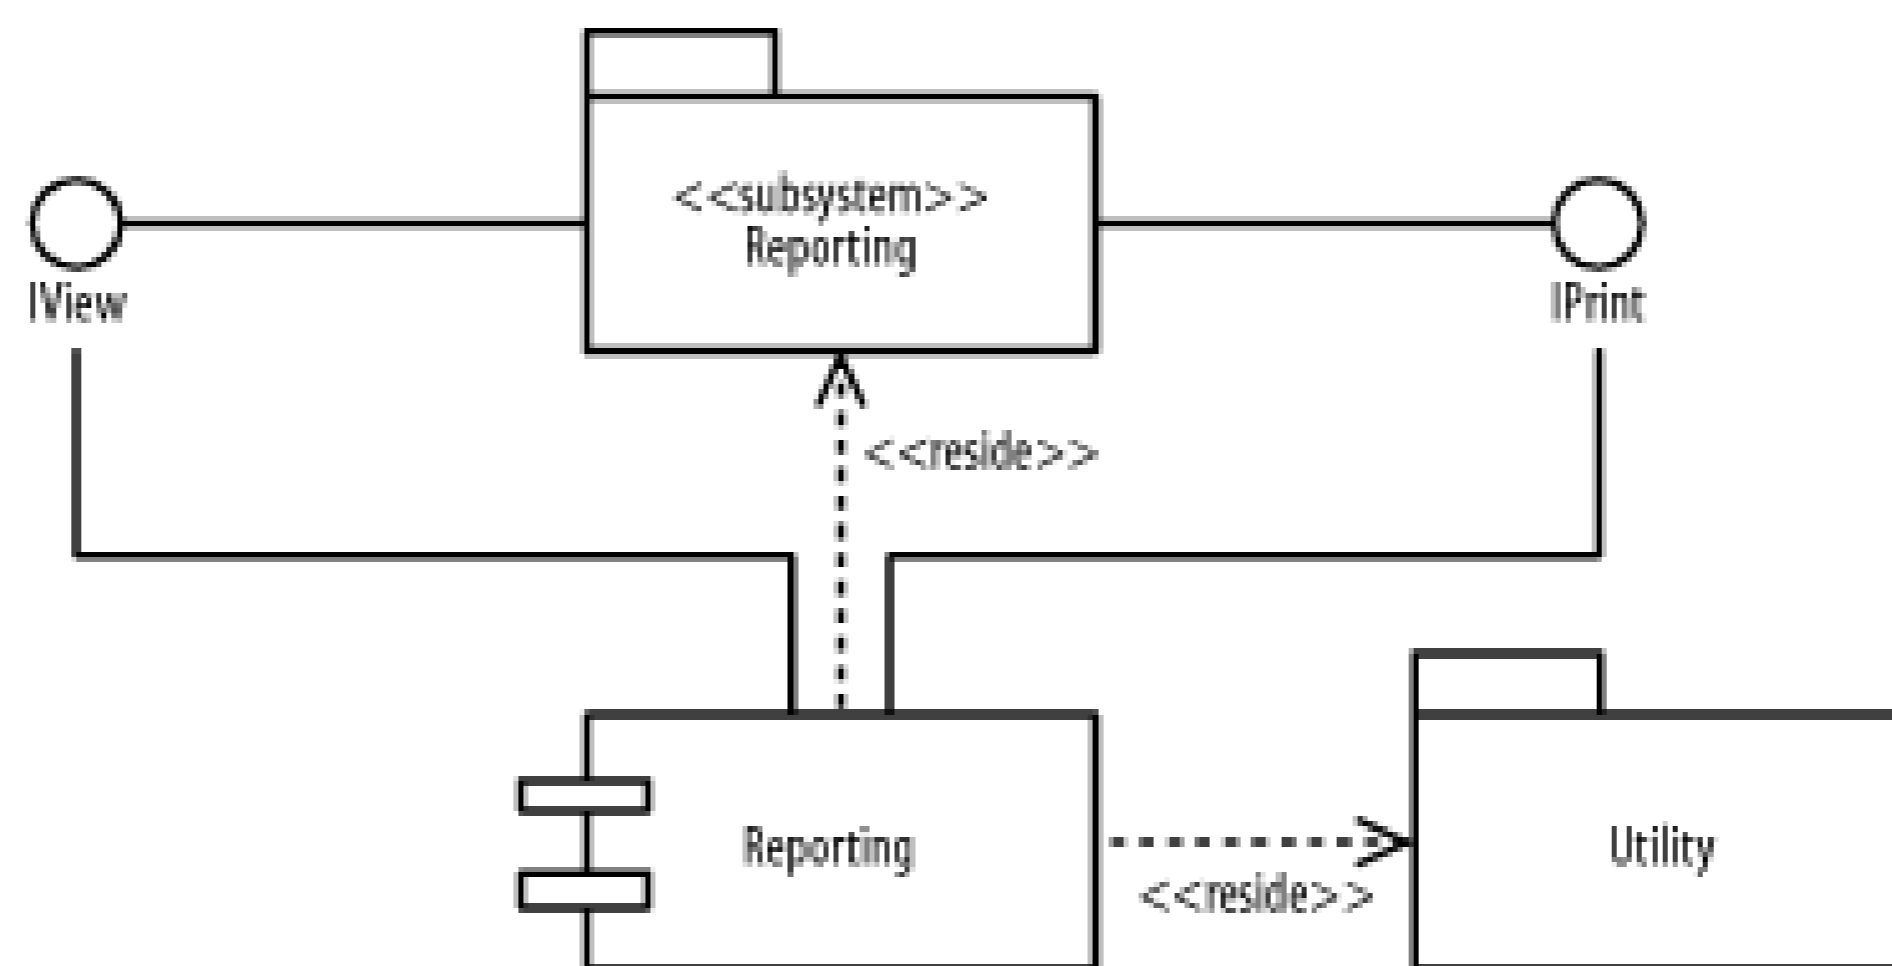 <<subsystem>>
Reporting
IView
IPrint
<<reside>>
Reporting
Utility
<<reside>>